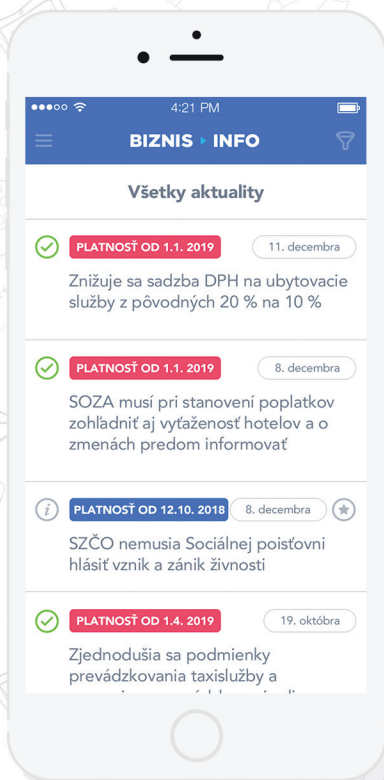 4:21 PM
BIZNIS INFO
Všetky aktuality
PLATNOSŤ OD 1.1. 2019
11. decembra
Znižuje sa sadzba DPH na ubytovacie
služby z pôvodných 20 % na 10 %
PLATNOSŤ OD 1.1. 2019
8. decembra
SOZA musí pri stanovení poplatkov
zohľadniť aj vyťaženosť hotelov a o
zmenách predom informovať
PLATNOSŤ OD 12.10. 2018
8. decembra
SZČO nemusia Sociálnej poisťovni
hlásiť vznik a zánik živnosti
PLATNOSŤ OD 1.4. 2019
19. októbra
Zjednodušia sa podmienky
prevádzkovania taxislužby a